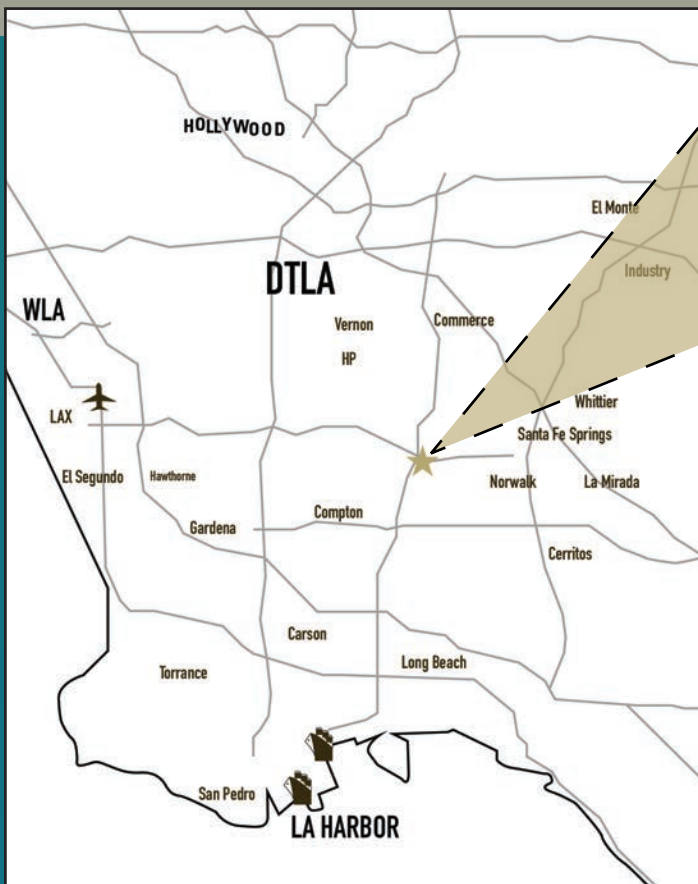 HOLLYWOOD
El Monte
DTLA
Industry
WLA
Vernon
Commerce
HP
LAX
Whittier
Santa Fe Springs
El Segundo
Hawthorne
Norwalk
La Mirada
Compton
Gardena
Cerritos
Carson
Long Beach
Torrance
San Pedro
LA HARBOR